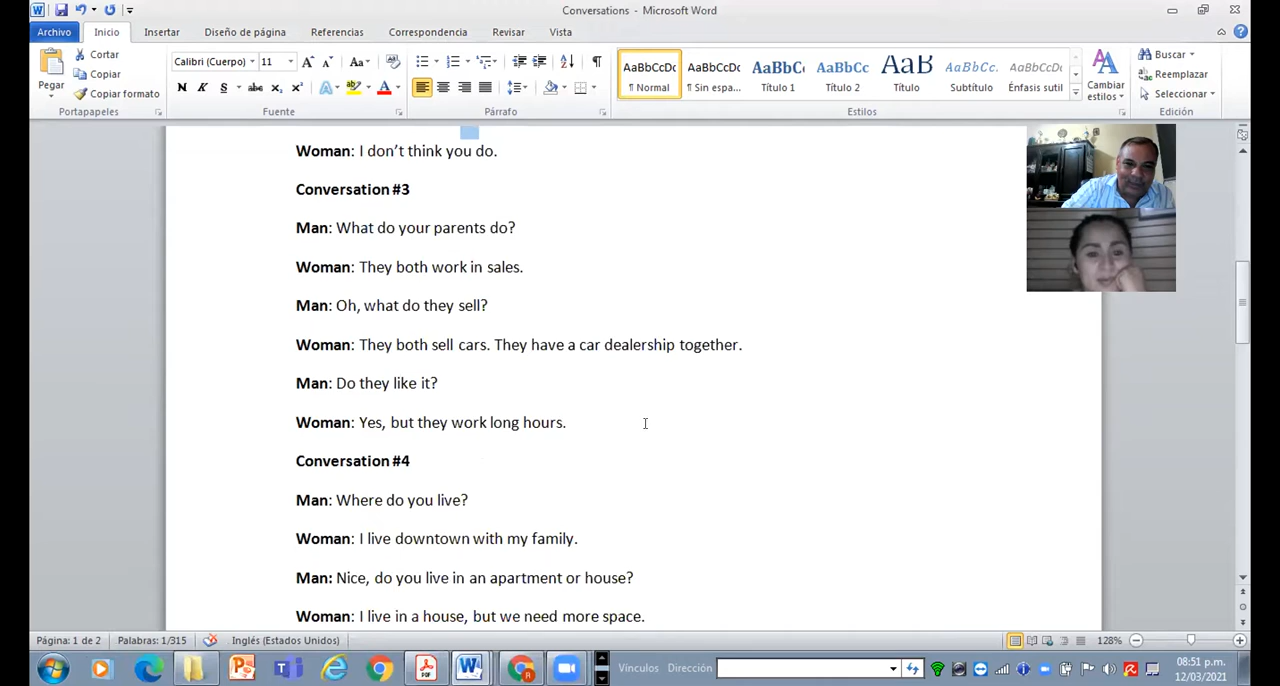 Conversations - Microsoft Word
Archivo Inicio Insertar Diseño de página Referencias Correspondencia Revisar Vista
Pegar
Cortar
Copiar
Copiar formato
Portapapeles
Calibri (Cuerpo) 11
Fuente
Párrafo
AaBbCcDc AaBbCcDc AaBbC AaBbCc AaB AaBbCc. AaBbCcDc
¶ Normal ¶ Sin espa... Título 1 Título 2 Título Subtítulo Énfasis sutil
Cambiar estilos
Estilos
Buscar
Reemplazar
Seleccionar
Edición
Woman: I don’t think you do.
Conversation #3
Man: What do your parents do?
Woman: They both work in sales.
Man: Oh, what do they sell?
Woman: They both sell cars. They have a car dealership together.
Man: Do they like it?
Woman: Yes, but they work long hours.
Conversation #4
Man: Where do you live?
Woman: I live downtown with my family.
Man: Nice, do you live in an apartment or house?
Woman: I live in a house, but we need more space.
Página: 1 de 2 Palabras: 1/315 Inglés (Estados Unidos) 128%
Vínculos Dirección
08:51 p.m.
12/03/2021